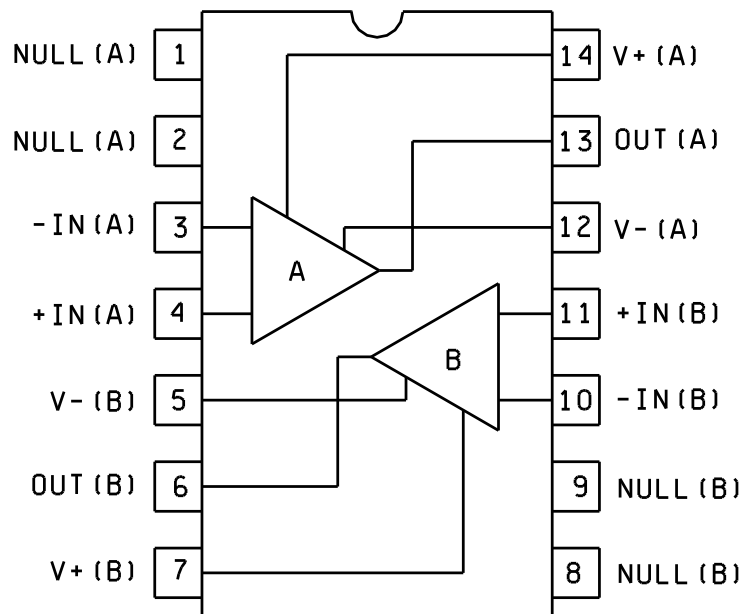 NULL (A) 1 14 V+ (A)
NULL (A) 2 13 OUT (A)
-IN (A) 3 12 V- (A)
A
+IN (A) 4 11 +IN (B)
B
V- (B) 5 10 -IN (B)
OUT (B) 6 9 NULL (B)
V+ (B) 7 8 NULL (B)